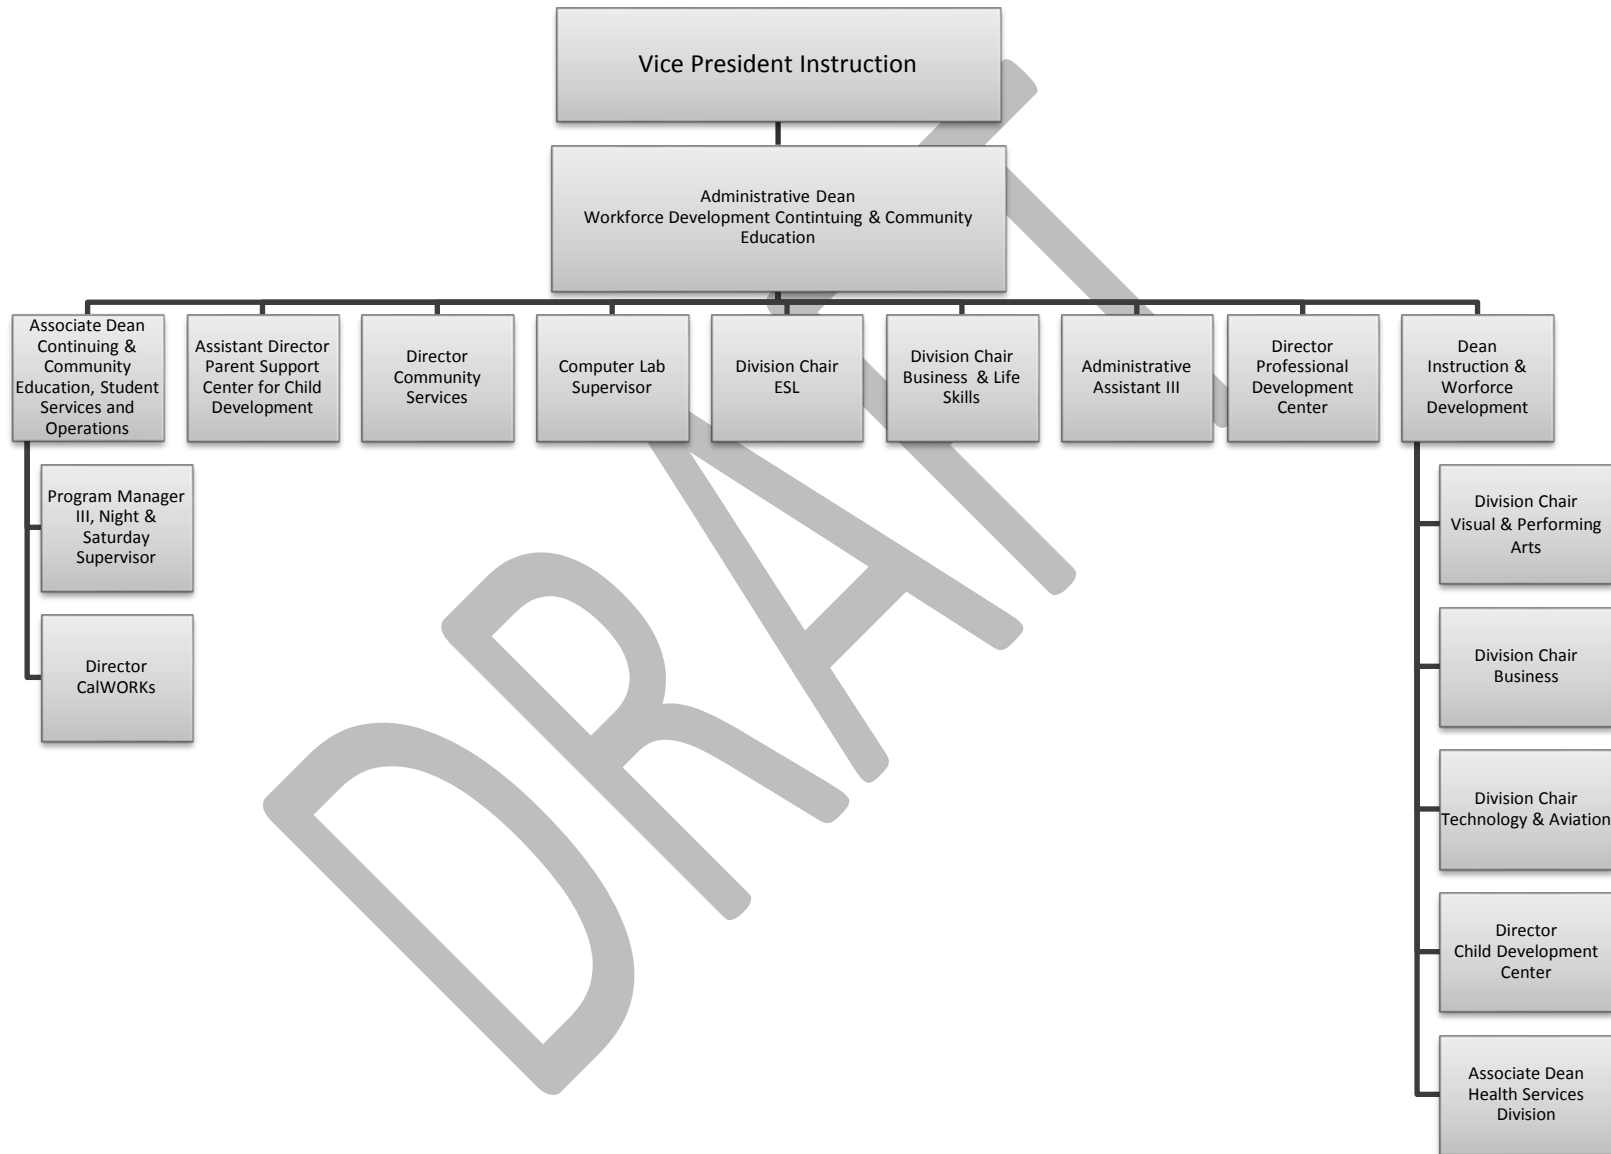 Vice President Instruction
Administrative Dean
Workforce Development Contintuing & Community
Education
Associate Dean
Continuing &
Community
Education, Student
Services and
Operations
Assistant Director
Parent Support
Center for Child
Development
Director
Community
Services
Computer Lab
Supervisor
Division Chair
ESL
Division Chair
Business & Life
Skills
Administrative
Assistant III
Director
Professional
Development
Center
Dean
Instruction &
Worforce
Development
Program Manager
III, Night &
Saturday
Supervisor
Director
CalWORKs
Division Chair
Visual & Performing
Arts
Division Chair
Business
Division Chair
Technology & Aviation
Director
Child Development
Center
Associate Dean
Health Services
Division
DRAFT